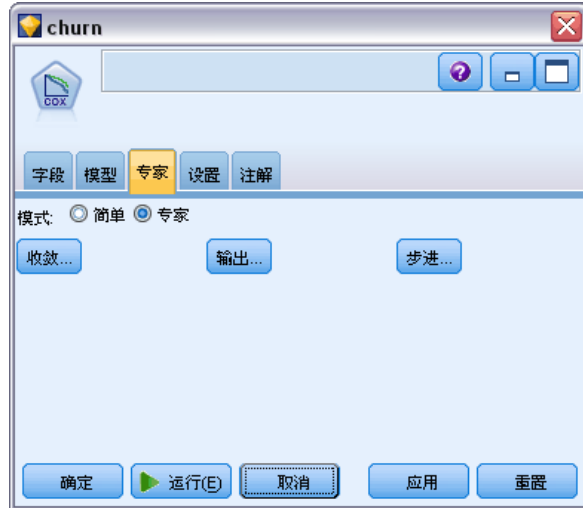 churn
COX
字段 模型 专家 设置 注解
模式: 简单 专家
收敛... 输出... 步进...
确定 运行(E) 取消 应用 重置